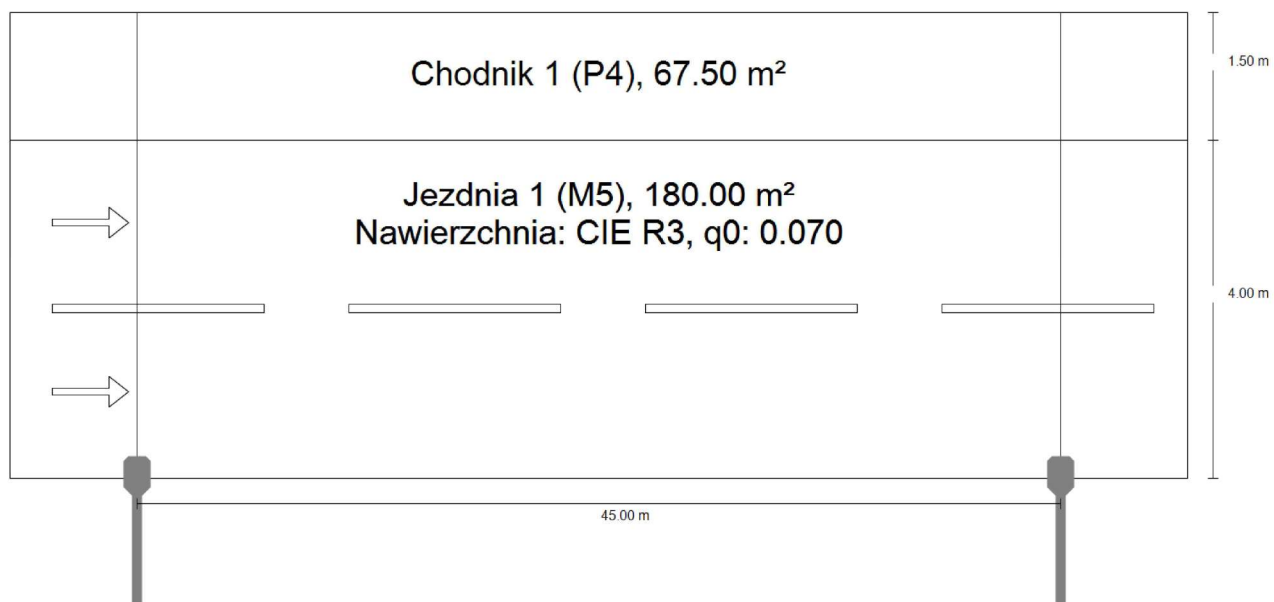 Chodnik 1 (P4), 67.50 m²
1.50 m
Jezdnia 1 (M5), 180.00 m²
Nawierzchnia: CIE R3, q0: 0.070
4.00 m
45.00 m